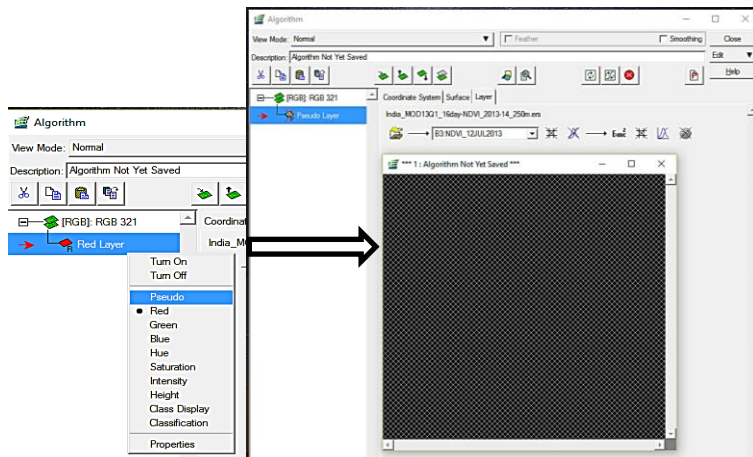 Algorithm
View Mode: Normal
Description: Algorithm Not Yet Saved
[RGB]: RGB 321
Coordinat
Red Layer
India_M
Turn On
Turn Off
Pseudo
Red
Green
Blue
Hue
Saturation
Intensity
Height
Class Display
Classification
Properties
R
Algorithm
View Mode: Normal
Feather
Smoothing
Close
Description: Algorithm Not Yet Saved
Edit
Help
[RGB]: RGB 321
Coordinate System Surface Layer
Pseudo Layer
India_MOD13Q1_16day-NDVI_2013-14_250m.ers
B3:NDVI_12JUL2013
*** 1 : Algorithm Not Yet Saved ***